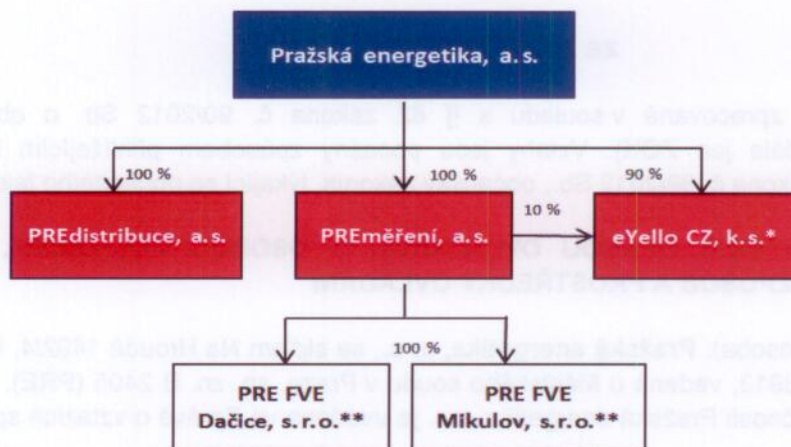 Pražská energetika, a.s.
100 %
100 %
90 %
PREdistribuce, a.s.
PREměření, a.s.
10 %
eYello CZ, k.s.*
100 %
PRE FVE
Dačice, s.r.o.**
PRE FVE
Mikulov, s.r.o.**